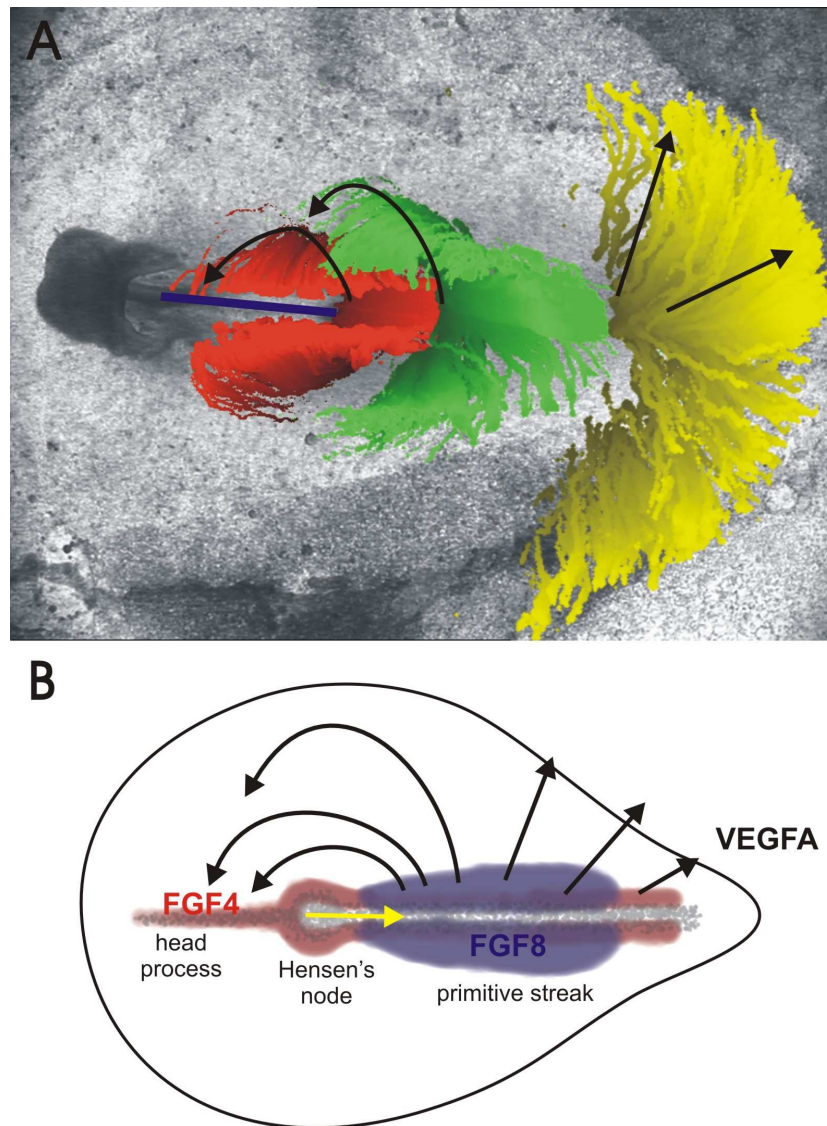 A
B
VEGFA
FGF4
head
process
Hensen's
node
FGF8
primitive streak